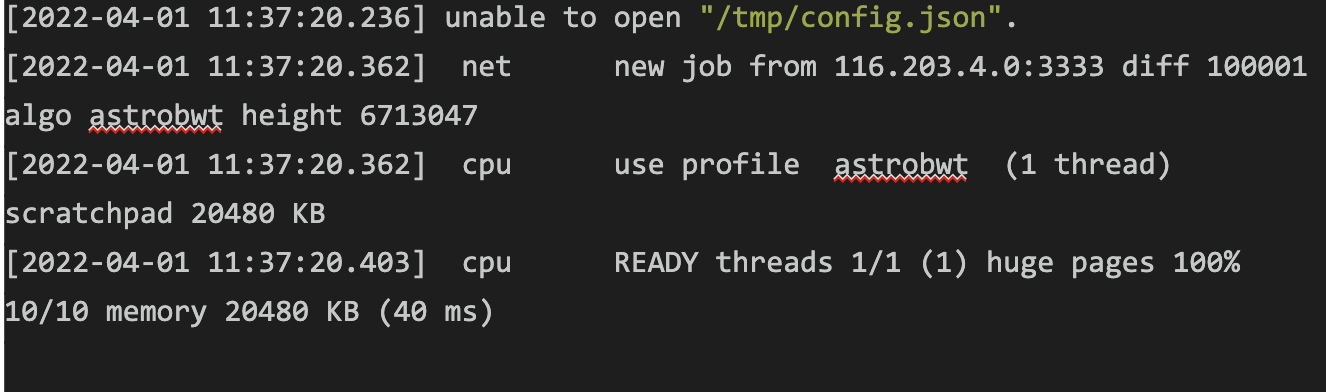 [2022-04-01 11:37:20.236] unable to open "/tmp/config.json".
[2022-04-01 11:37:20.362]  net      new job from 116.203.4.0:3333 diff 100001
algo astrobwt height 6713047
[2022-04-01 11:37:20.362]  cpu      use profile  astrobwt  (1 thread)
scratchpad 20480 KB
[2022-04-01 11:37:20.403]  cpu      READY threads 1/1 (1) huge pages 100%
10/10 memory 20480 KB (40 ms)